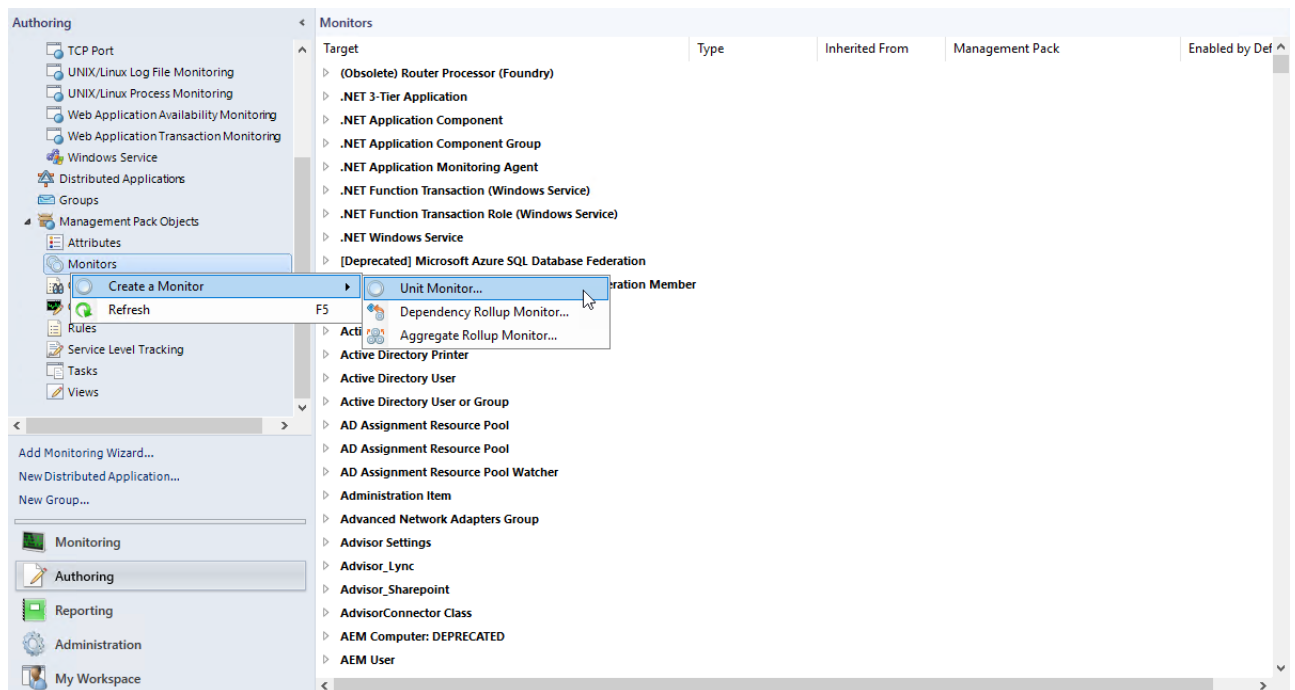 Authoring
TCP Port
UNIX/Linux Log File Monitoring
UNIX/Linux Process Monitoring
Web Application Availability Monitoring
Web Application Transaction Monitoring
Windows Service
Distributed Applications
Groups
Management Pack Objects
Attributes
Monitors
Create a Monitor
Refresh F5
Rules
Service Level Tracking
Tasks
Views
Unit Monitor...
Dependency Rollup Monitor...
Aggregate Rollup Monitor...
Add Monitoring Wizard...
New Distributed Application...
New Group...
Monitoring
Authoring
Reporting
Administration
My Workspace
Monitors
Target Type Inherited From Management Pack Enabled by Def
(Obsolete) Router Processor (Foundry)
.NET 3-Tier Application
.NET Application Component
.NET Application Component Group
.NET Application Monitoring Agent
.NET Function Transaction (Windows Service)
.NET Function Transaction Role (Windows Service)
.NET Windows Service
[Deprecated] Microsoft Azure SQL Database Federation
eration Member
Acti
Active Directory Printer
Active Directory User
Active Directory User or Group
AD Assignment Resource Pool
AD Assignment Resource Pool
AD Assignment Resource Pool Watcher
Administration Item
Advanced Network Adapters Group
Advisor Settings
Advisor_Lync
Advisor_Sharepoint
AdvisorConnector Class
AEM Computer: DEPRECATED
AEM User